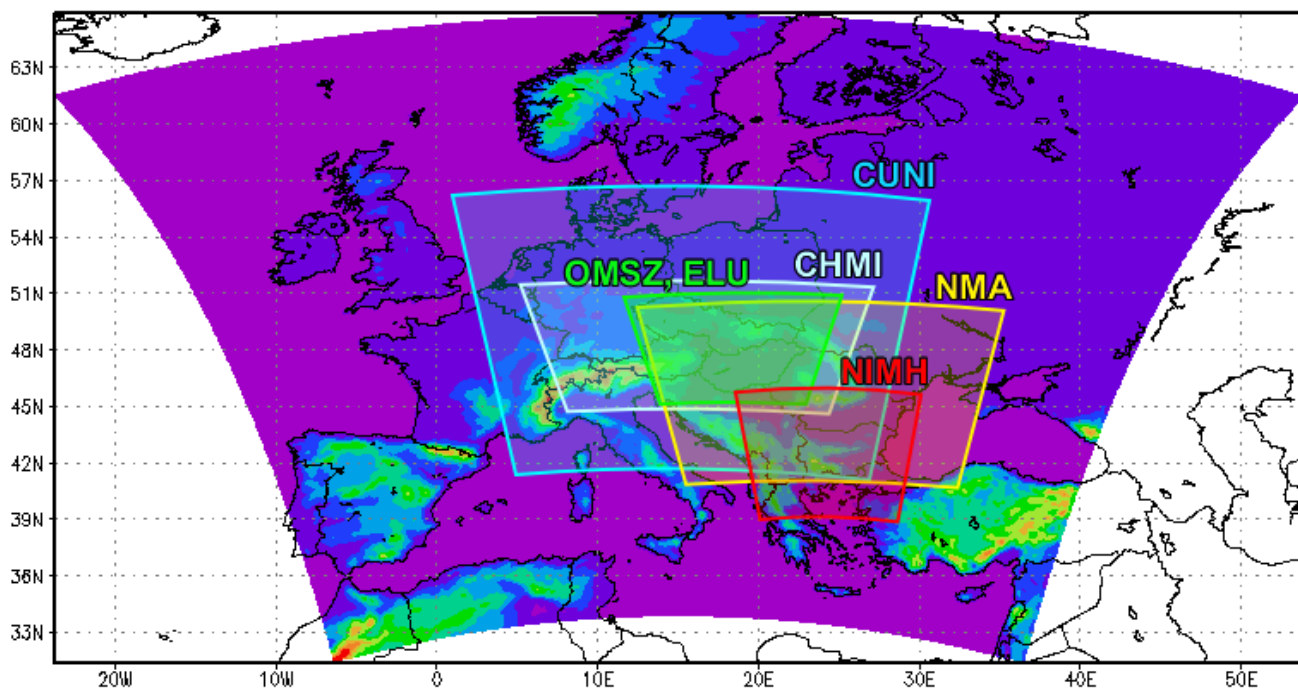 63N
60N
57N
CUNI
54N
OMSZ, ELU
CHMI
NMA
51N
48N
NIMH
45N
42N
39N
36N
33N
20W
10W
0
10E
20E
30E
40E
50E